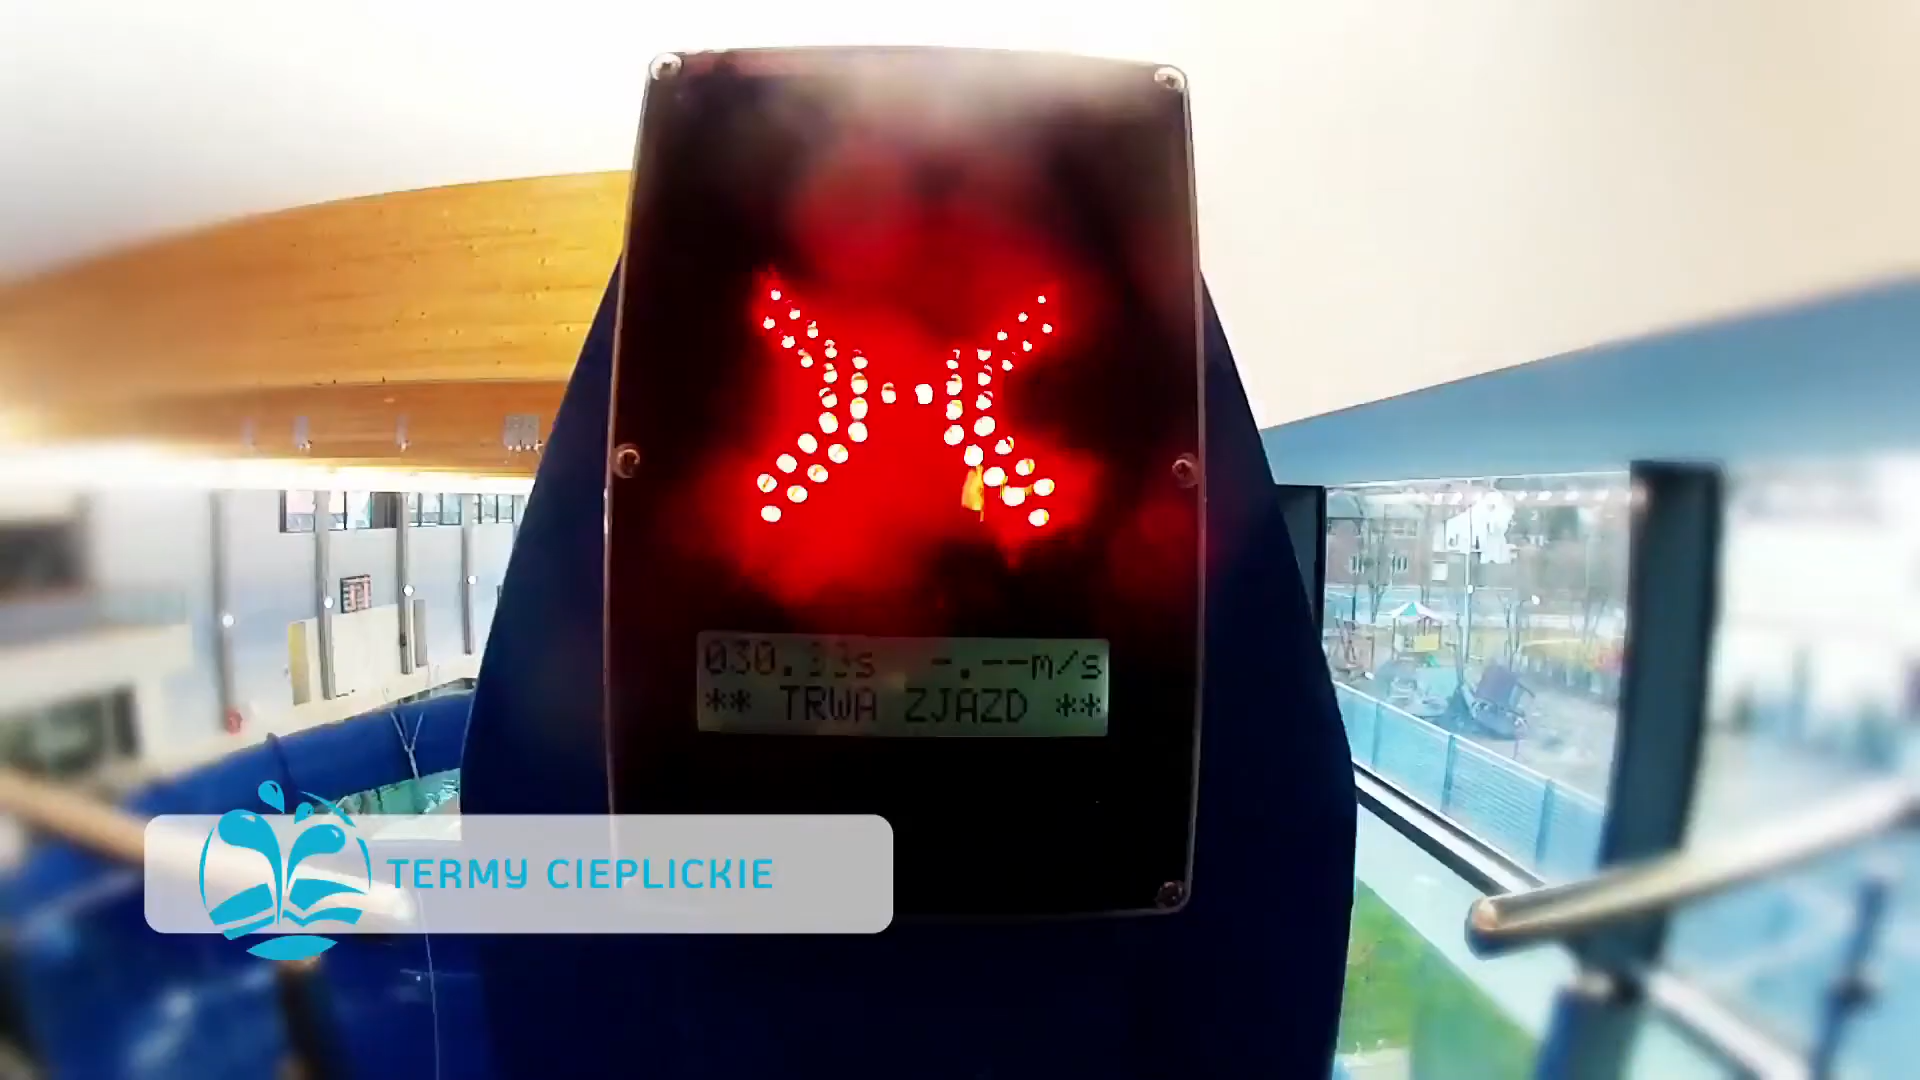 -.--m/s
** TRWA ZJAZD **
TERMY CIEPLICKIE